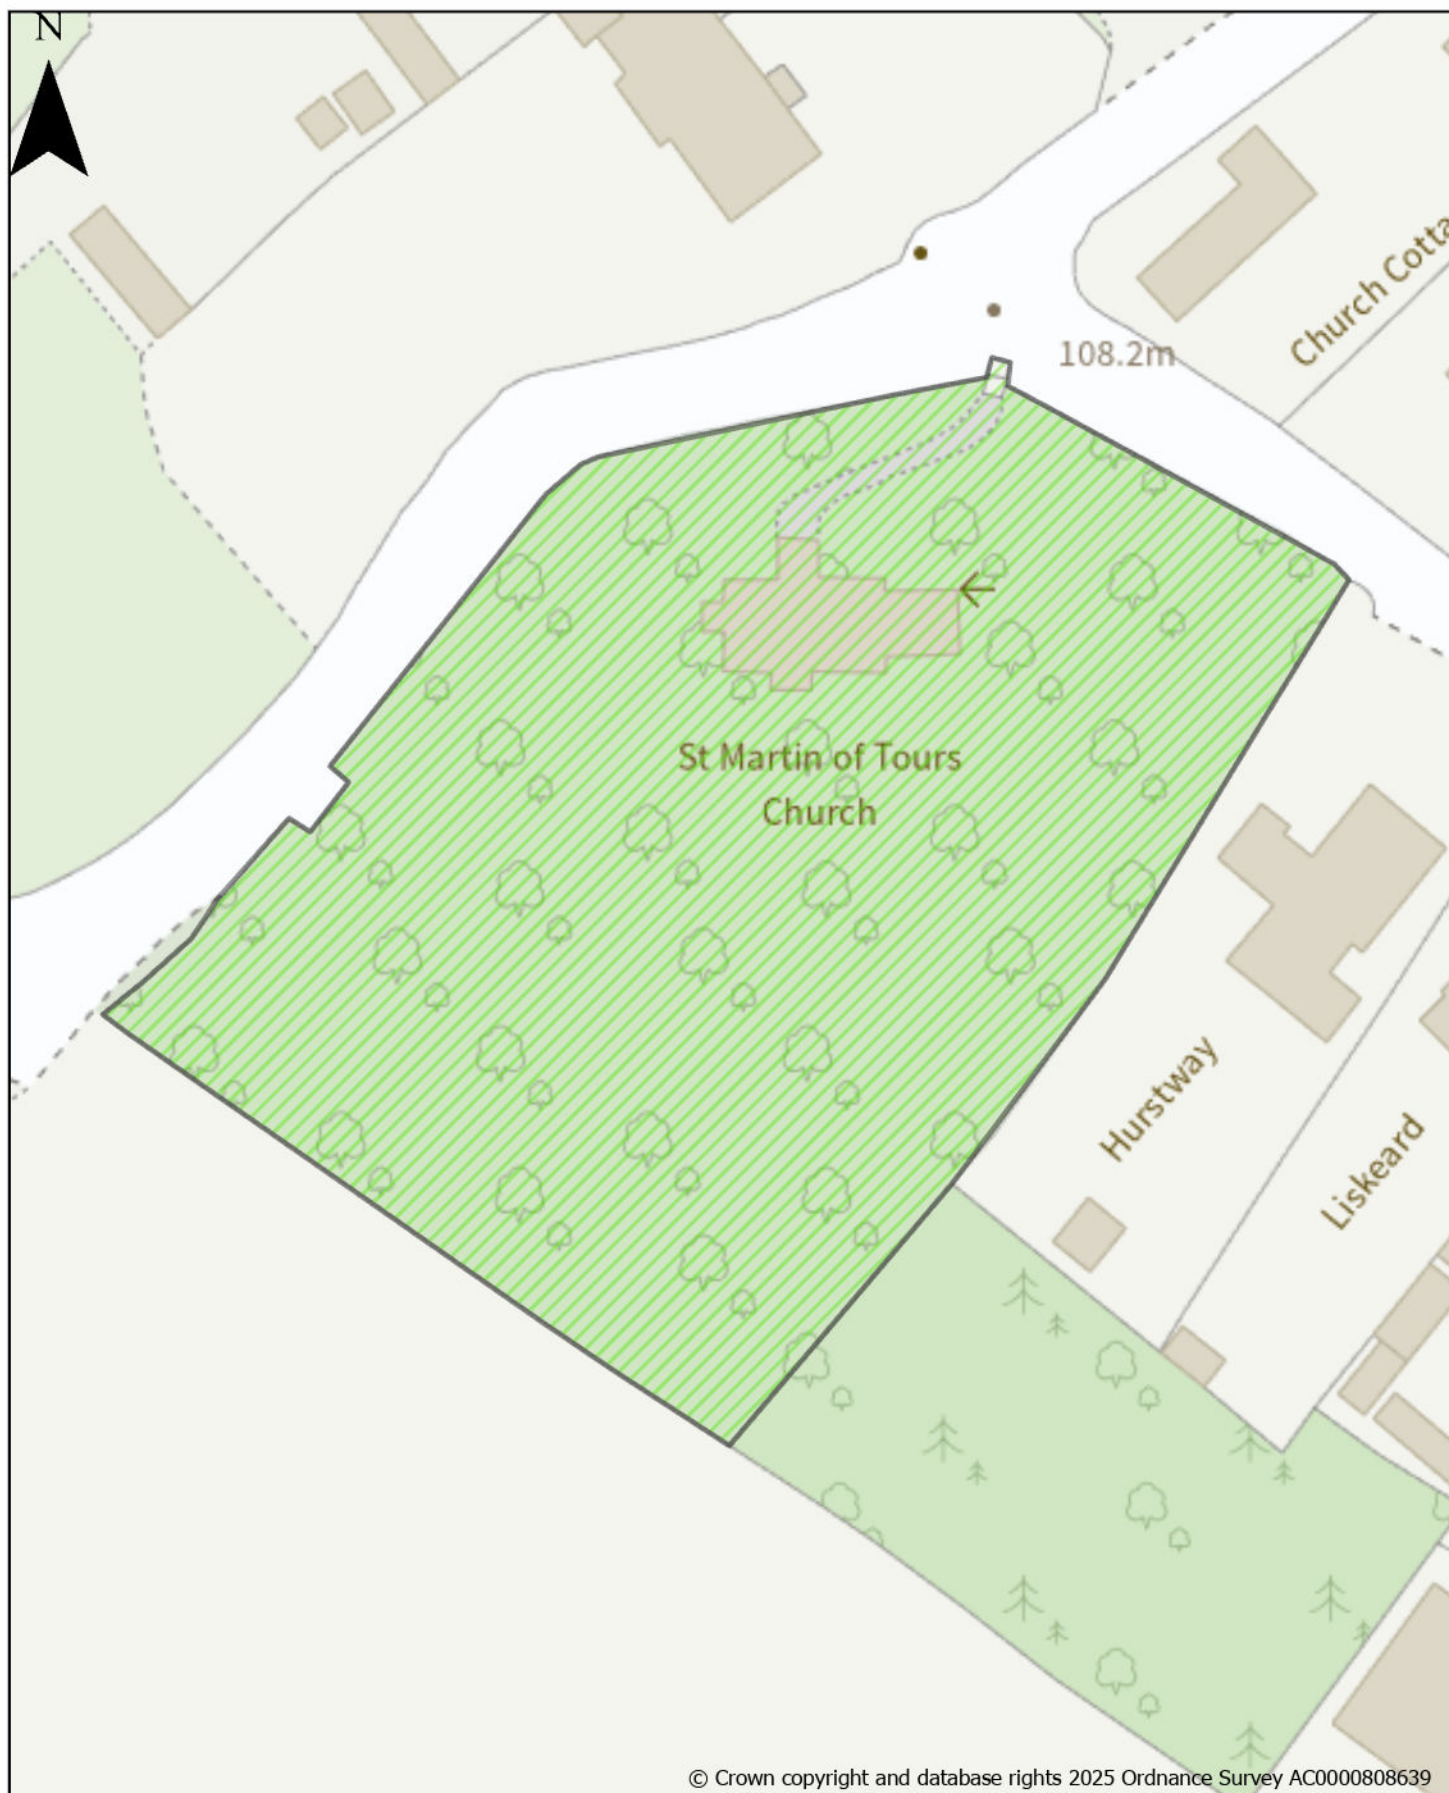 N
Church Cotta
108.2m
St Martin of Tours
Church
Hurstway
Liskeard
© Crown copyright and database rights 2025 Ordnance Survey AC0000808639